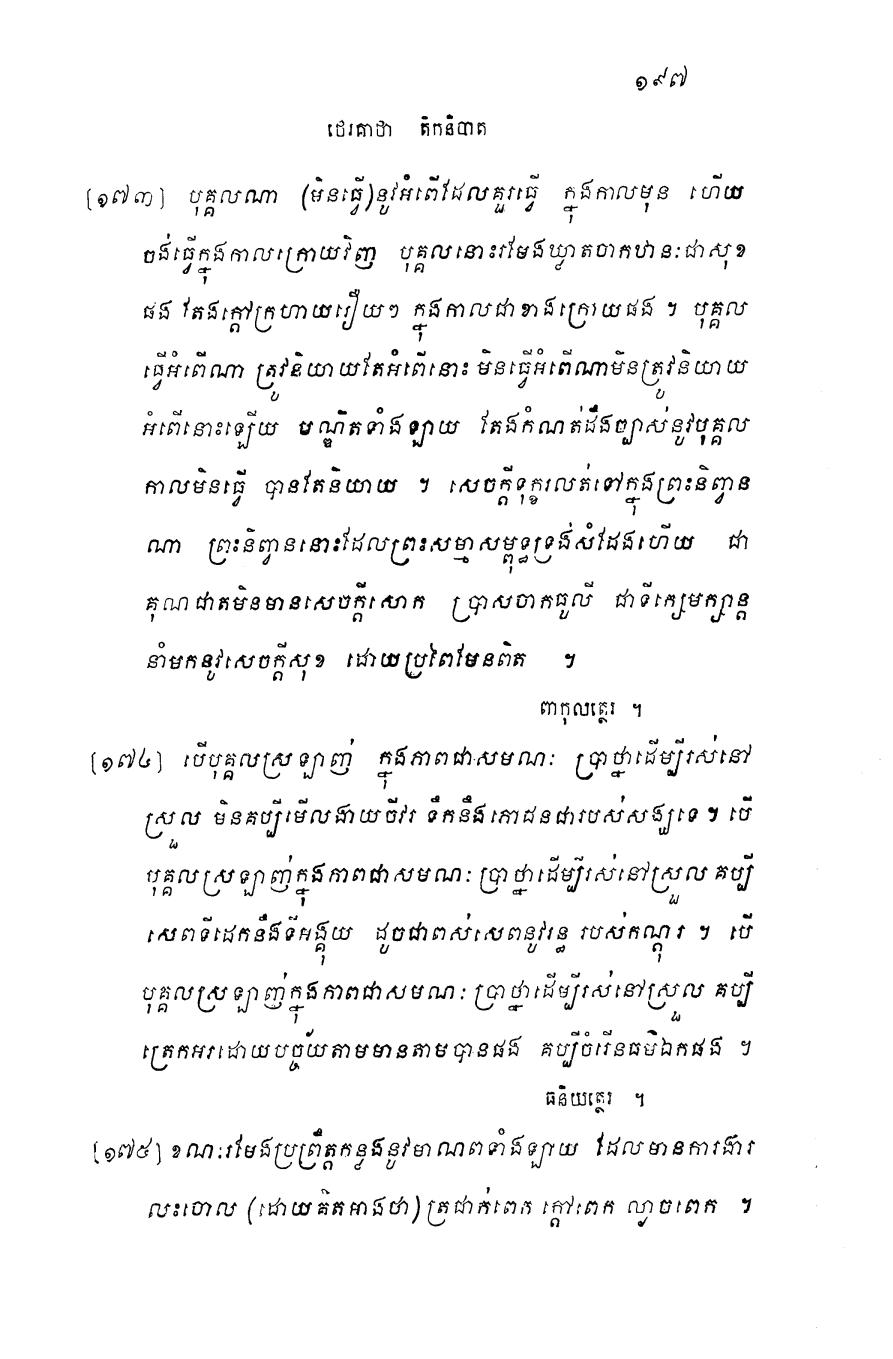 ១៩៧
ថេរគាថា តិកនិបាត
[១៧៣] បុគ្គលណា (មិនធ្វើ)នូវអំពើដែលគួរធ្វើ ក្នុងកាលមុន ហើយ
ចង់ធ្វើក្នុងកាលក្រោយវិញ បុគ្គលនោះរមែងឃ្លាតចាកឋានៈជាសុខ
ផង តែងក្តៅក្រហាយរឿយៗ ក្នុងកាលជាខាងក្រោយផង ។ បុគ្គល
ធ្វើអំពើណា ត្រូវនិយាយតែអំពើនោះ មិនធ្វើអំពើណាមិនត្រូវនិយាយ
អំពើនោះឡើយ បណ្ឌិតទាំងឡាយ តែងកំណត់ដឹងច្បាស់នូវបុគ្គល
កាលមិនធ្វើ បានតែនិយាយ ។ សេចក្តីទុក្ខរលត់ទៅក្នុងព្រះនិព្វាន
ណា ព្រះនិព្វាននោះដែលព្រះសម្មាសម្ពុទ្ធទ្រង់សំដែងហើយ ជា
គុណជាតមិនមានសេចក្តីសោក ប្រាសចាកធូលី ជាទីក្សេមក្សាន្ត
នាំមកនូវសេចក្តីសុខ ដោយប្រពៃមែនពិត ។
ពាកុលត្ថេរ ។
[១៧៤] បើបុគ្គលស្រឡាញ់ ក្នុងភាពជាសមណៈ ប្រាថ្នាដើម្បីរស់នៅ
ស្រួល មិនគប្បីមើលងាយចីវរ ទឹកនឹងភោជនជារបស់សង្ឃទេ ។ បើ
បុគ្គលស្រឡាញ់ក្នុងភាពជាសមណៈ ប្រាថ្នាដើម្បីរស់នៅស្រួល គប្បី
សេពទីដេកនឹងទីអង្គុយ ដូចជាពស់សេពនូវរន្ធ របស់កណ្តុរ ។ បើ
បុគ្គលស្រឡាញ់ក្នុងភាពជាសមណៈ ប្រាថ្នាដើម្បីរស់នៅស្រួល គប្បី
ត្រេកអរដោយបច្ច័យតាមមានតាមបានផង គប្បីចំរើនធម៌ឯកផង ។
ធនិយត្ថេរ ។
[១៧៥] ខណៈរមែងប្រព្រឹត្តកន្លងនូវមាណពទាំងឡាយ ដែលមានការងារ
លះចោល (ដោយគិតអាងថា) ត្រជាក់ពេក ក្តៅពេក ល្ងាចពេក ។